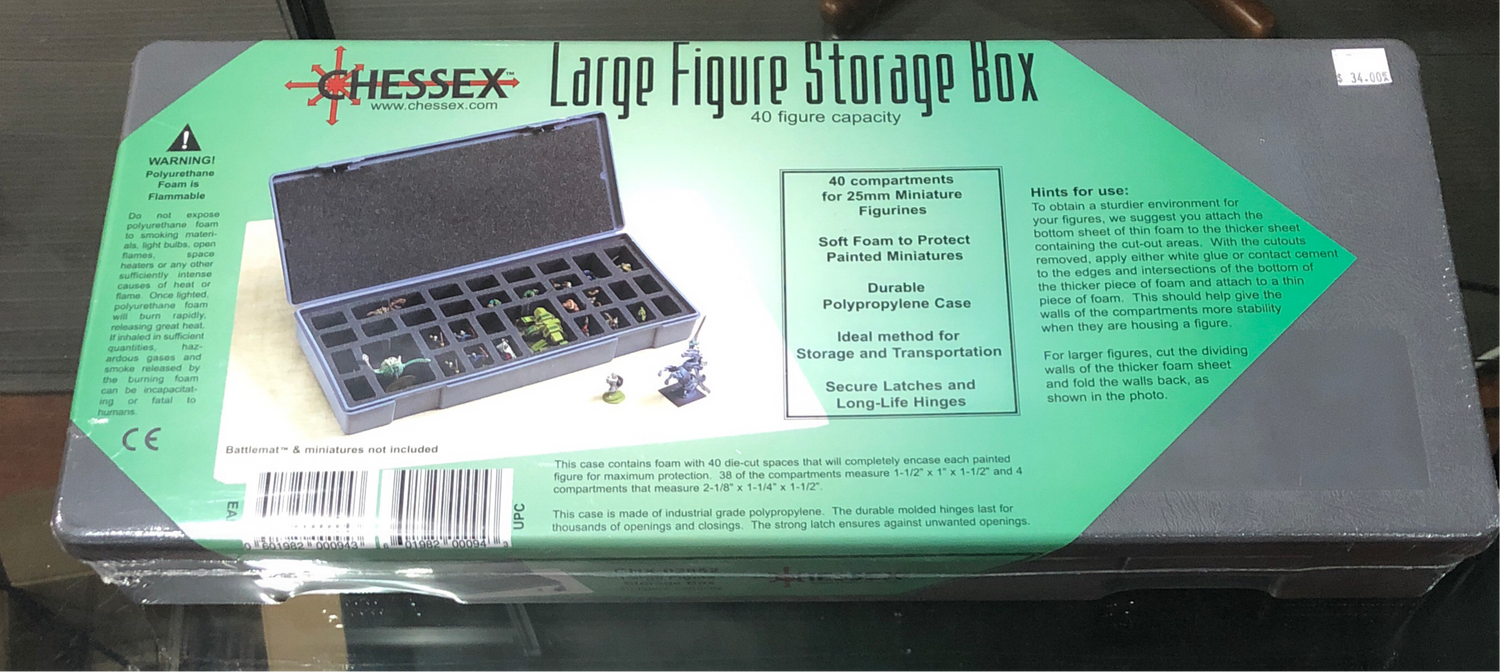 CHESSEX™
www.chessex.com
Large Figure Storage Box
40 figure capacity
$ 34.00
WARNING!
Polyurethane
Foam is
Flammable
Do not expose
polyurethane foam
to smoking materi-
als, light bulbs, open
flames, space
heaters or any other
sufficiently intense
causes of heat or
flame. Once lighted,
polyurethane foam
will burn rapidly,
releasing great heat.
If inhaled in sufficient
quantities, haz-
ardous gases and
smoke released by
the burning foam
can be incapacitat-
ing or fatal to
humans.
CE
40 compartments
for 25mm Miniature
Figurines
Soft Foam to Protect
Painted Miniatures
Durable
Polypropylene Case
Ideal method for
Storage and Transportation
Secure Latches and
Long-Life Hinges
Hints for use:
To obtain a sturdier environment for
your figures, we suggest you attach the
bottom sheet of thin foam to the thicker sheet
containing the cut-out areas. With the cutouts
removed, apply either white glue or contact cement
to the edges and intersections of the bottom of
the thicker piece of foam and attach to a thin
piece of foam. This should help give the
walls of the compartments more stability
when they are housing a figure.
For larger figures, cut the dividing
walls of the thicker foam sheet
and fold the walls back, as
shown in the photo.
Battlemat™ & miniatures not included
This case contains foam with 40 die-cut spaces that will completely encase each painted
figure for maximum protection. 38 of the compartments measure 1-1/2" x 1" x 1-1/2" and 4
compartments that measure 2-1/8" x 1-1/4" x 1-1/2".
This case is made of industrial grade polypropylene. The durable molded hinges last for
thousands of openings and closings. The strong latch ensures against unwanted openings.
UPC
0 601982 000943
01982 00094 3
Storage Box
CHESSEX